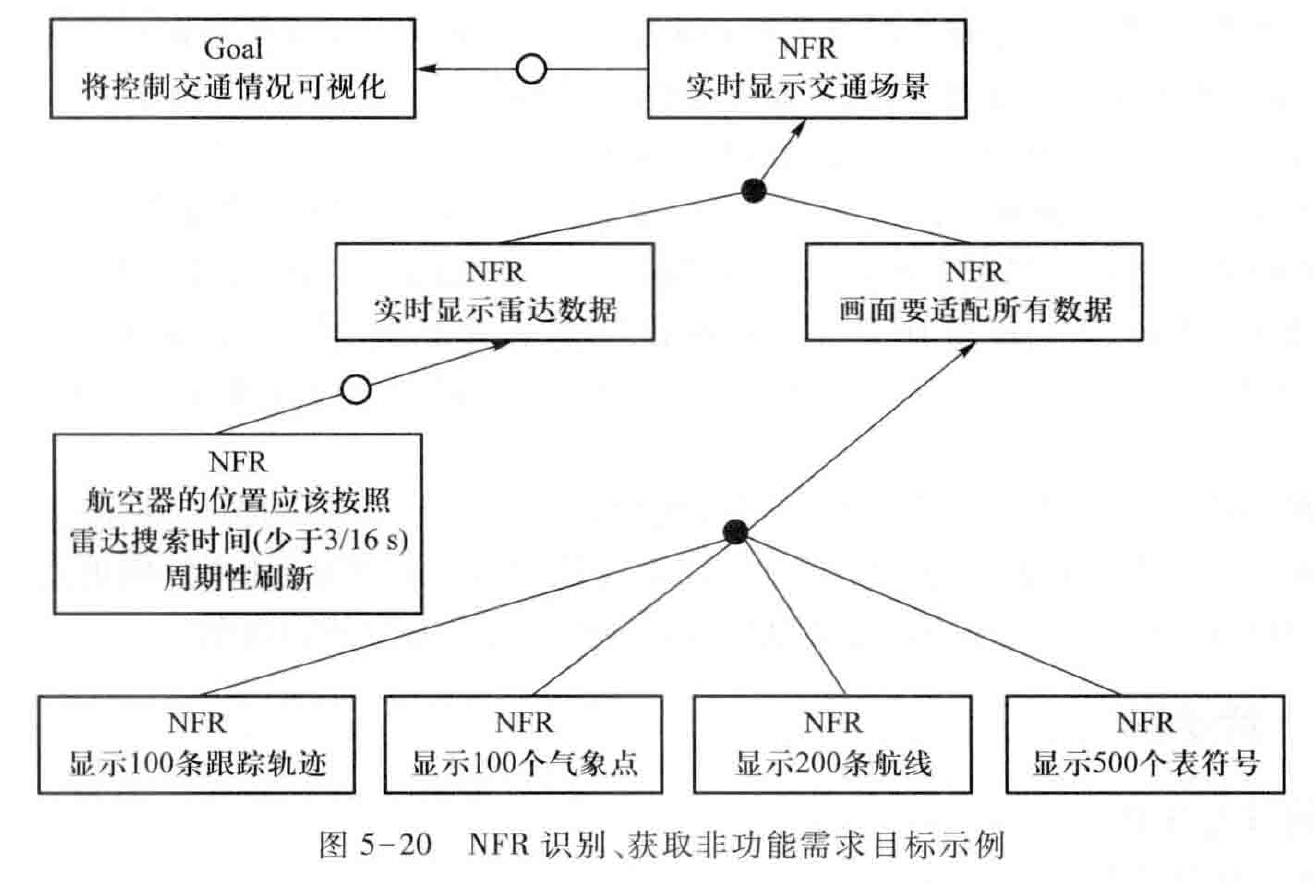 Goal
将控制交通情况可视化
NFR
实时显示交通场景
NFR
实时显示雷达数据
NFR
画面要适配所有数据
NFR
航空器的位置应该按照
雷达搜索时间(少于3/16 s)
周期性刷新
NFR
显示100条跟踪轨迹
NFR
显示100个气象点
NFR
显示200条航线
NFR
显示500个表符号
图 5-20 NFR 识别、获取非功能需求目标示例